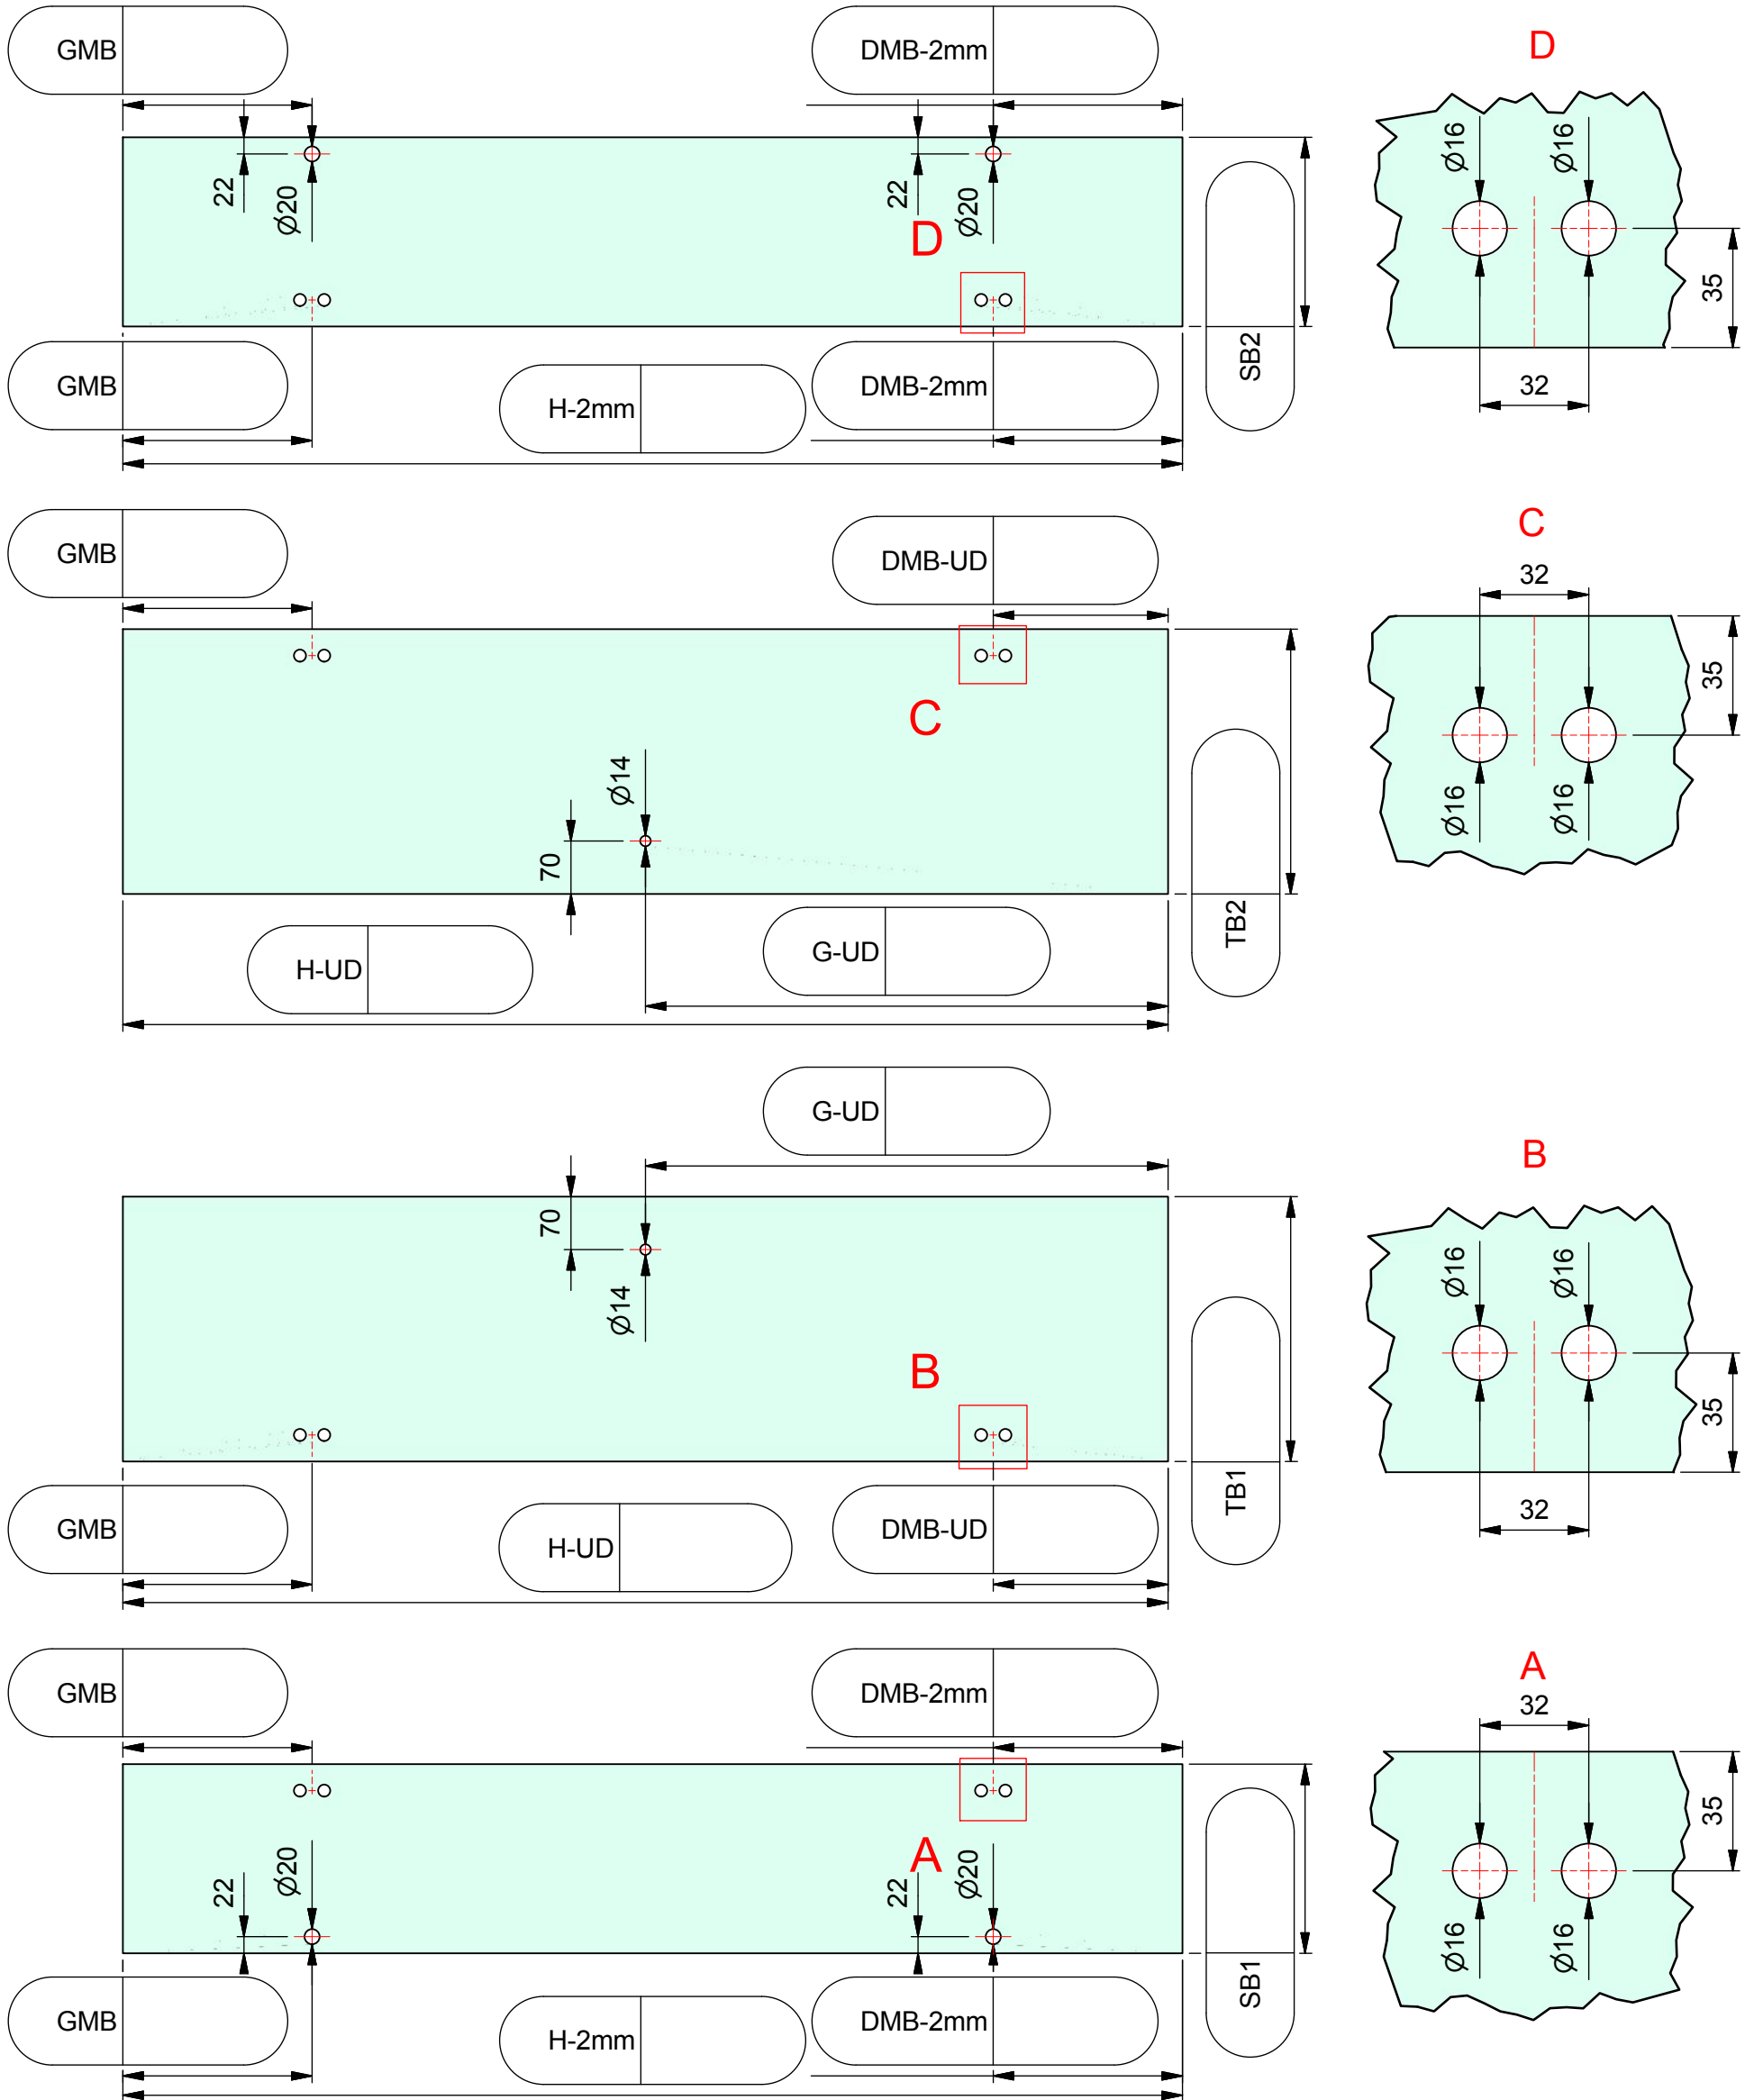 GMB
DMB-2mm
D
22
Ø20
22
Ø20
D
SB2
Ø16
Ø16
35
32
GMB
H-2mm
DMB-2mm
GMB
DMB-UD
C
32
35
Ø16
Ø16
C
Ø14
70
TB2
H-UD
G-UD
G-UD
B
70
Ø14
B
TB1
Ø16
Ø16
35
32
GMB
H-UD
DMB-UD
GMB
DMB-2mm
A
32
35
Ø16
Ø16
A
22
Ø20
22
Ø20
SB1
GMB
H-2mm
DMB-2mm